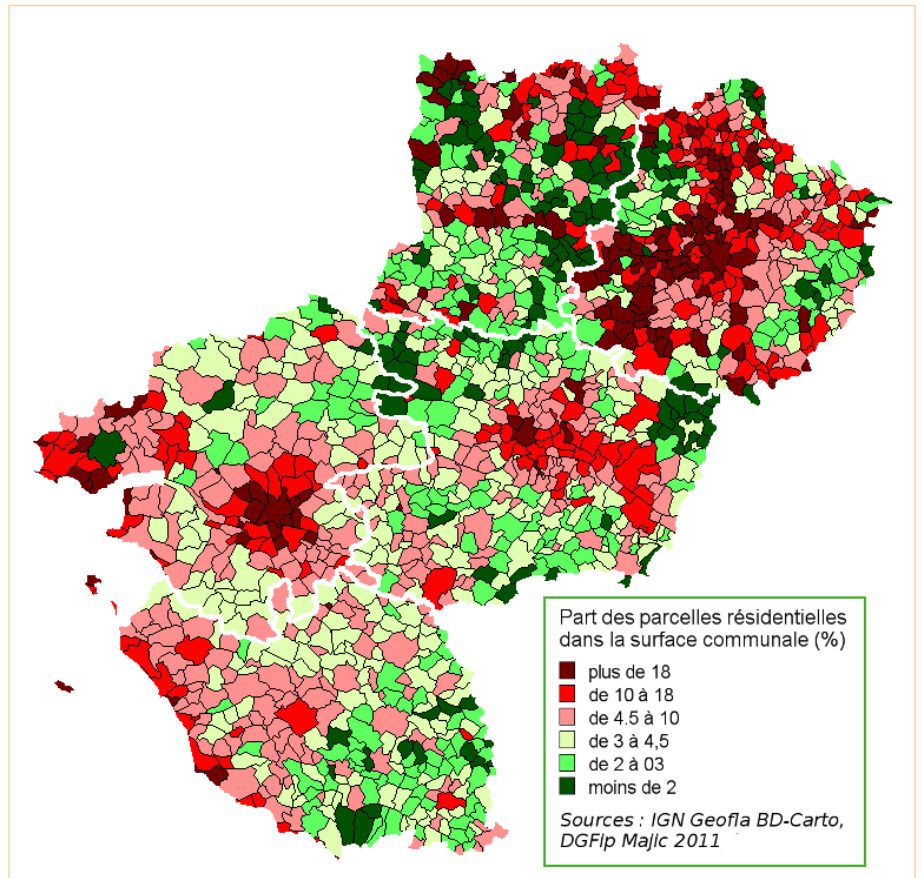 Part des parcelles résidentielles
dans la surface communale (%)
plus de 18
de 10 à 18
de 4.5 à 10
de 3 à 4,5
de 2 à 03
moins de 2
Sources : IGN Geofla BD-Carto,
DGFIp Majic 2011